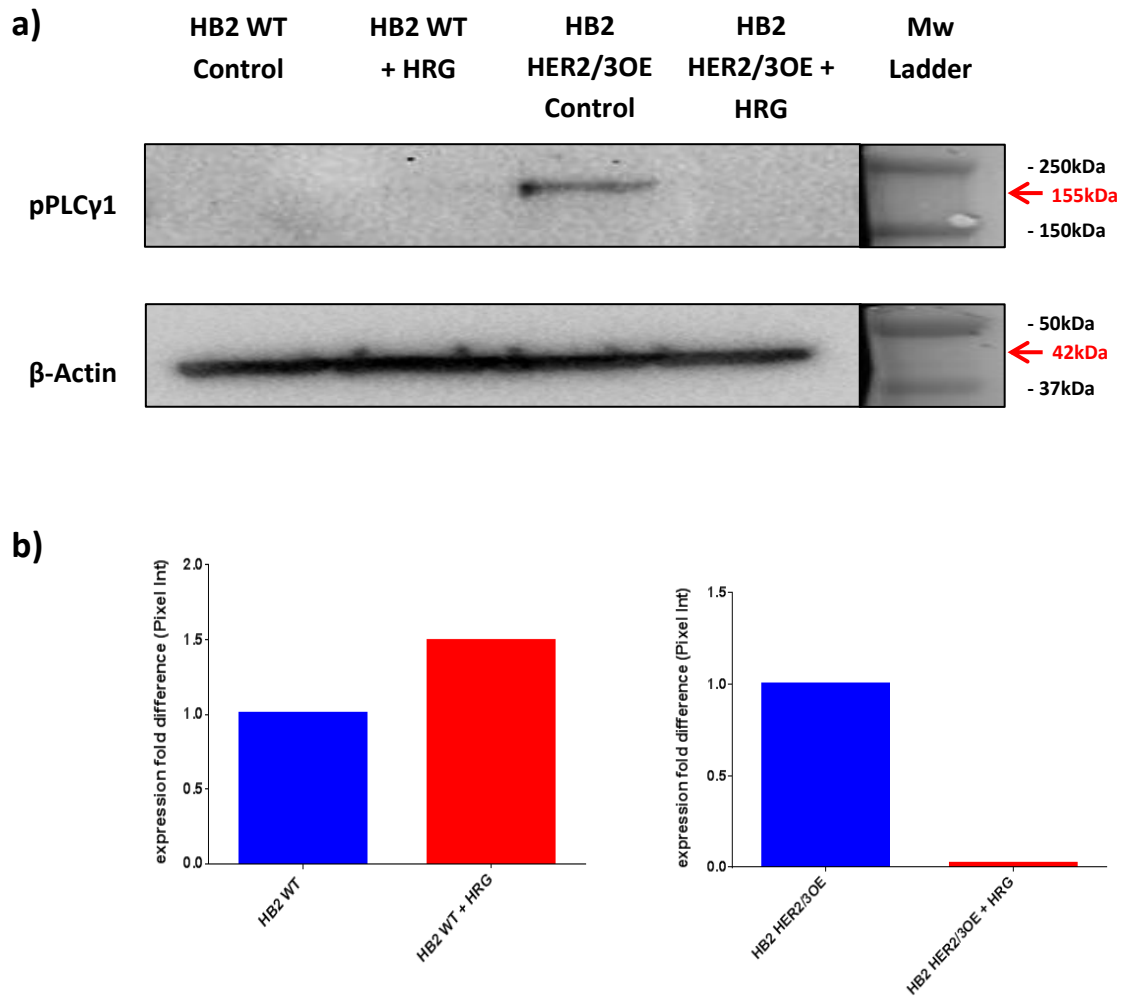 a)
HB2 WT
Control
HB2 WT
+ HRG
HB2
HER2/3OE
Control
HB2
HER2/3OE +
HRG
Mw
Ladder
pPLCγ1
- 250kDa
155kDa
- 150kDa
β-Actin
- 50kDa
42kDa
- 37kDa
b)
expression fold difference (Pixel Int)
2.0
1.5
1.0
0.5
0.0
HB2 WT
HB2 WT + HRG
expression fold difference (Pixel Int)
1.5
1.0
0.5
0.0
HB2 HER2/3OE
HB2 HER2/3OE + HRG